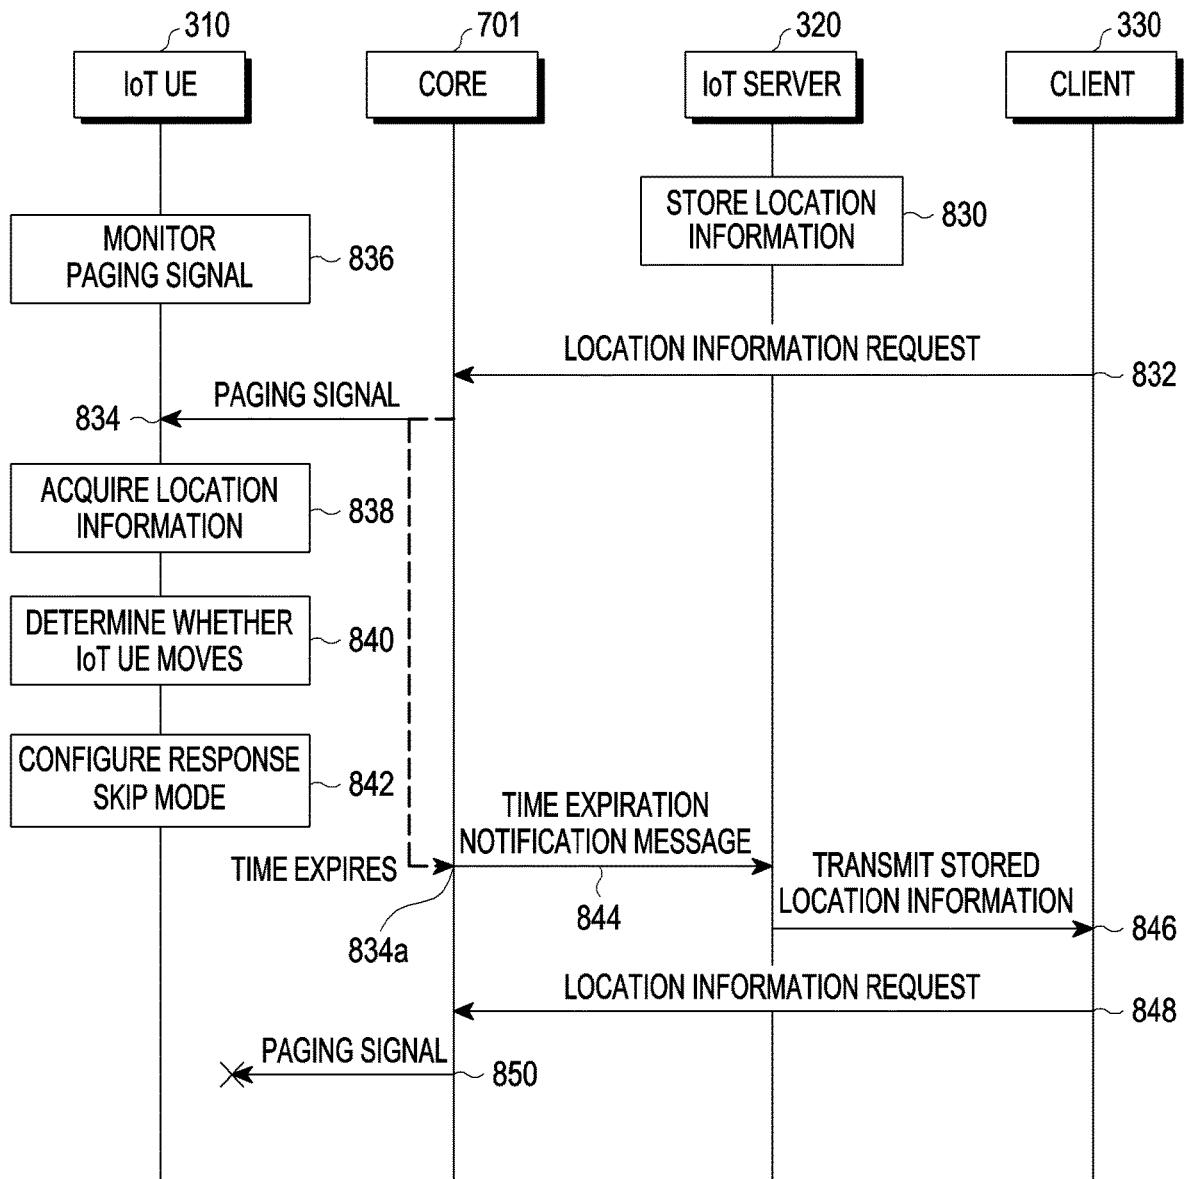 310
701
320
330
IoT UE
CORE
IoT SERVER
CLIENT
STORE LOCATION
INFORMATION
830
MONITOR
PAGING SIGNAL
836
LOCATION INFORMATION REQUEST
832
PAGING SIGNAL
834
ACQUIRE LOCATION
INFORMATION
838
DETERMINE WHETHER
IoT UE MOVES
840
CONFIGURE RESPONSE
SKIP MODE
842
TIME EXPIRATION
NOTIFICATION MESSAGE
TIME EXPIRES
834a
844
TRANSMIT STORED
LOCATION INFORMATION
846
LOCATION INFORMATION REQUEST
848
PAGING SIGNAL
850